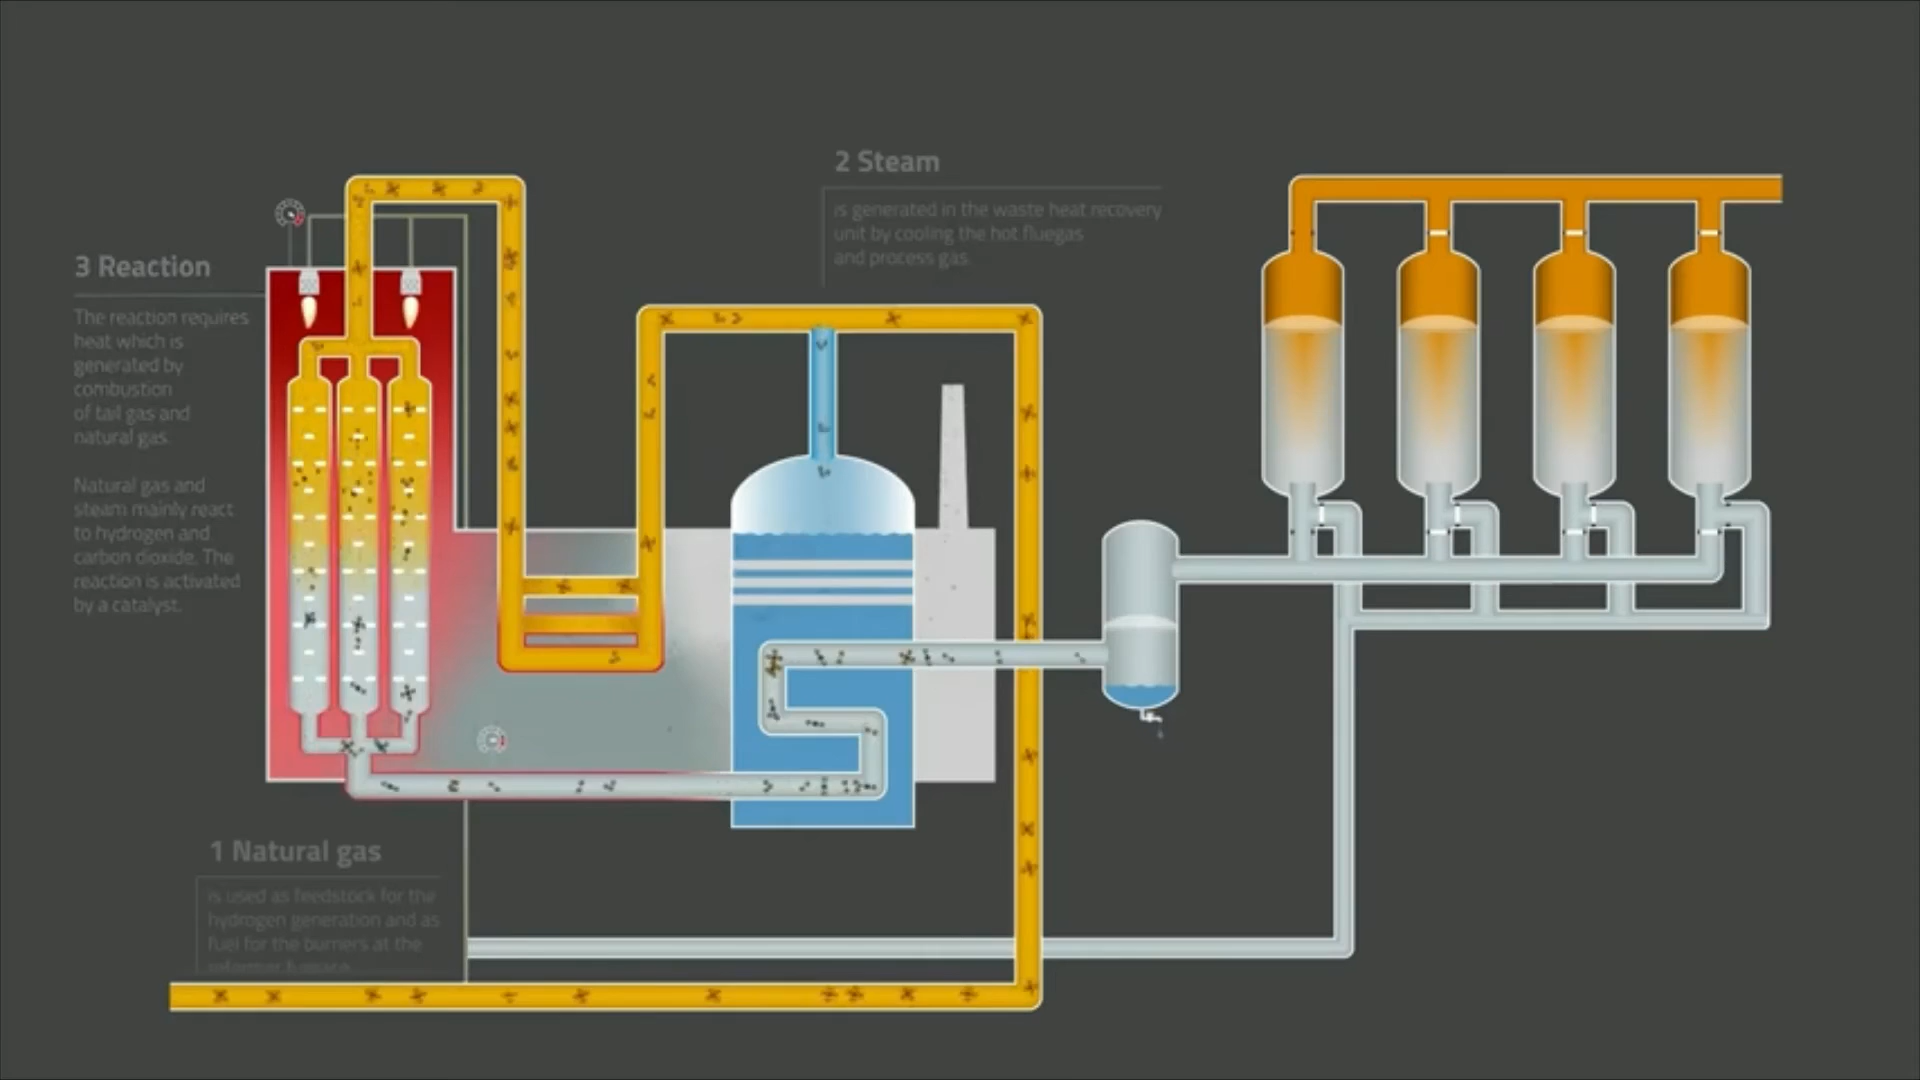 2 Steam
is generated in the waste heat recovery
unit by cooling the hot fluegas
and process gas.
3 Reaction
The reaction requires
heat which is
generated by
combustion
of tail gas and
natural gas.
Natural gas and
steam mainly react
to hydrogen and
carbon dioxide. The
reaction is activated
by a catalyst.
1 Natural gas
is used as feedstock for the
hydrogen generation and as
fuel for the burners at the
reformer furnace.